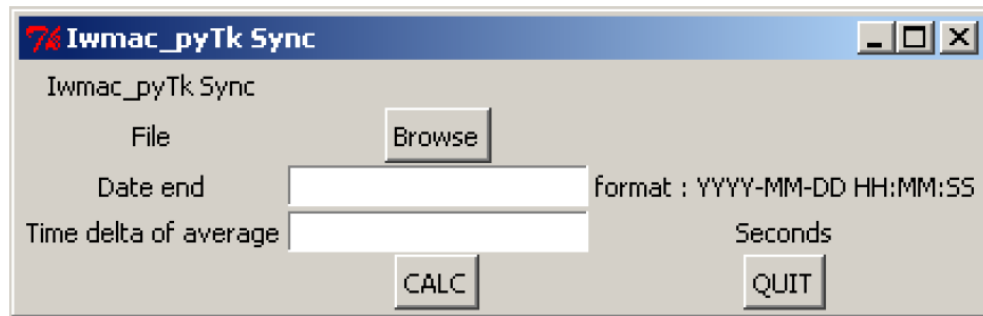 Iwmac_pyTk Sync
Iwmac_pyTk Sync
File Browse
Date end format : YYYY-MM-DD HH:MM:SS
Time delta of average Seconds
CALC QUIT